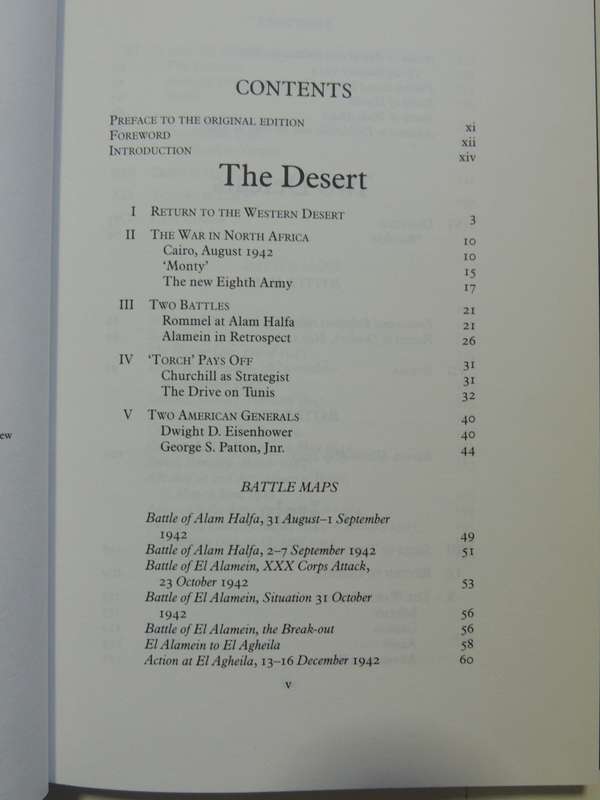 CONTENTS
PREFACE TO THE ORIGINAL EDITION xi
FOREWORD xii
INTRODUCTION xiv
The Desert
I RETURN TO THE WESTERN DESERT 3
II THE WAR IN NORTH AFRICA 10
Cairo, August 1942 10
'Monty' 15
The new Eighth Army 17
III TWO BATTLES 21
Rommel at Alam Halfa 21
Alamein in Retrospect 26
IV 'TORCH' PAYS OFF 31
Churchill as Strategist 31
The Drive on Tunis 32
V TWO AMERICAN GENERALS 40
Dwight D. Eisenhower 40
George S. Patton, Jnr. 44
BATTLE MAPS
Battle of Alam Halfa, 31 August–1 September
1942 49
Battle of Alam Halfa, 2–7 September 1942 51
Battle of El Alamein, XXX Corps Attack,
23 October 1942 53
Battle of El Alamein, Situation 31 October
1942 56
Battle of El Alamein, the Break-out 56
El Alamein to El Agheila 58
Action at El Agheila, 13–16 December 1942 60
v
ew